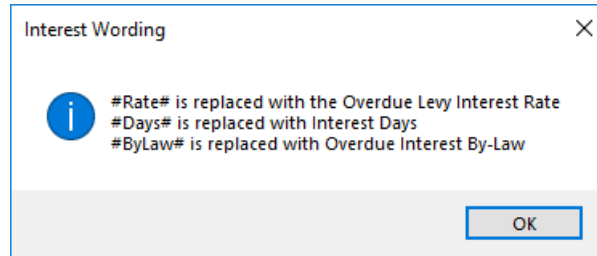 Interest Wording
#Rate# is replaced with the Overdue Levy Interest Rate
#Days# is replaced with Interest Days
#ByLaw# is replaced with Overdue Interest By-Law
OK